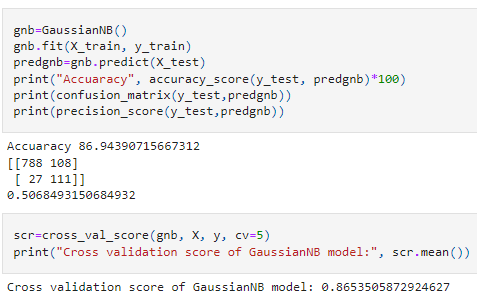 gnb=GaussianNB()
gnb.fit(X_train, y_train)
predgnb=gnb.predict(X_test)
print("Accuaracy", accuracy_score(y_test, predgnb)*100)
print(confusion_matrix(y_test,predgnb))
print(precision_score(y_test,predgnb))
Accuaracy 86.94390715667312
[[788 108]
 [ 27 111]]
0.5068493150684932
scr=cross_val_score(gnb, X, y, cv=5)
print("Cross validation score of GaussianNB model:", scr.mean())
Cross validation score of GaussianNB model: 0.8653505872924627